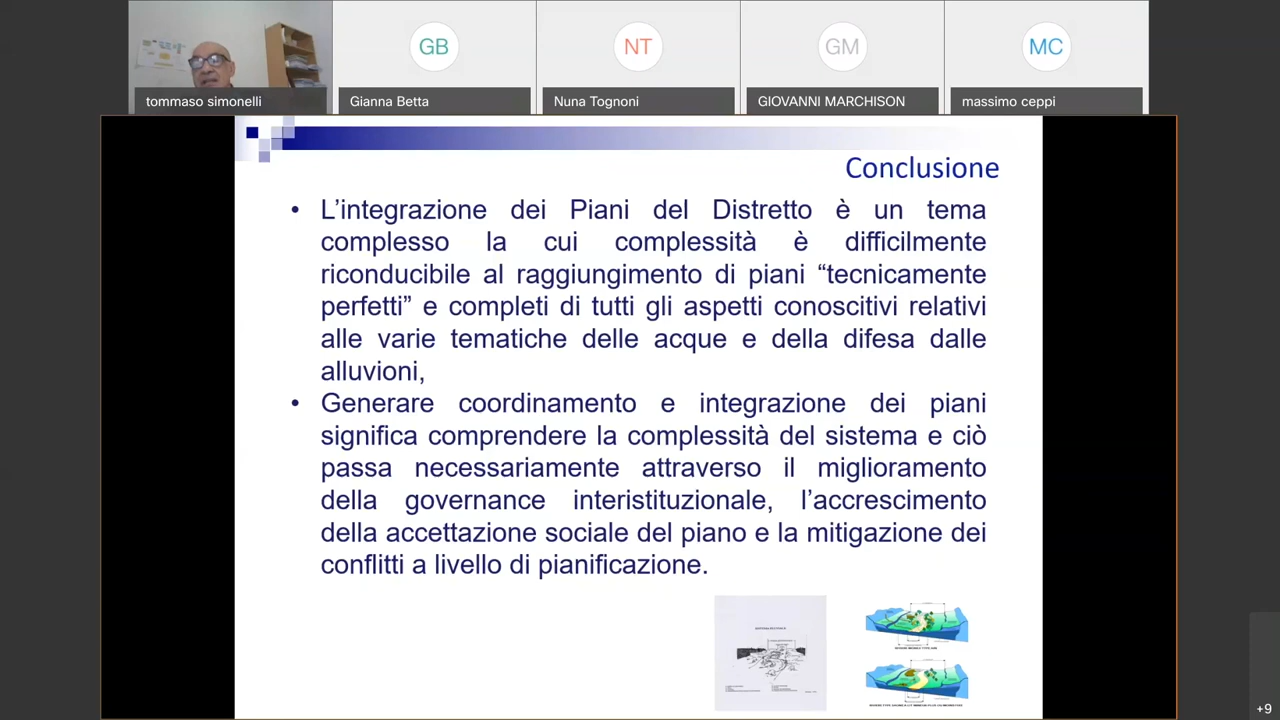 GB
NT
GM
MC
tommaso simonelli
Gianna Betta
Nuna Tognoni
GIOVANNI MARCHISON
massimo ceppi
Conclusione
• L’integrazione dei Piani del Distretto è un tema
complesso la cui complessità è difficilmente
riconducibile al raggiungimento di piani “tecnicamente
perfetti” e completi di tutti gli aspetti conoscitivi relativi
alle varie tematiche delle acque e della difesa dalle
alluvioni,
• Generare coordinamento e integrazione dei piani
significa comprendere la complessità del sistema e ciò
passa necessariamente attraverso il miglioramento
della governance interistituzionale, l’accrescimento
della accettazione sociale del piano e la mitigazione dei
conflitti a livello di pianificazione.
+9